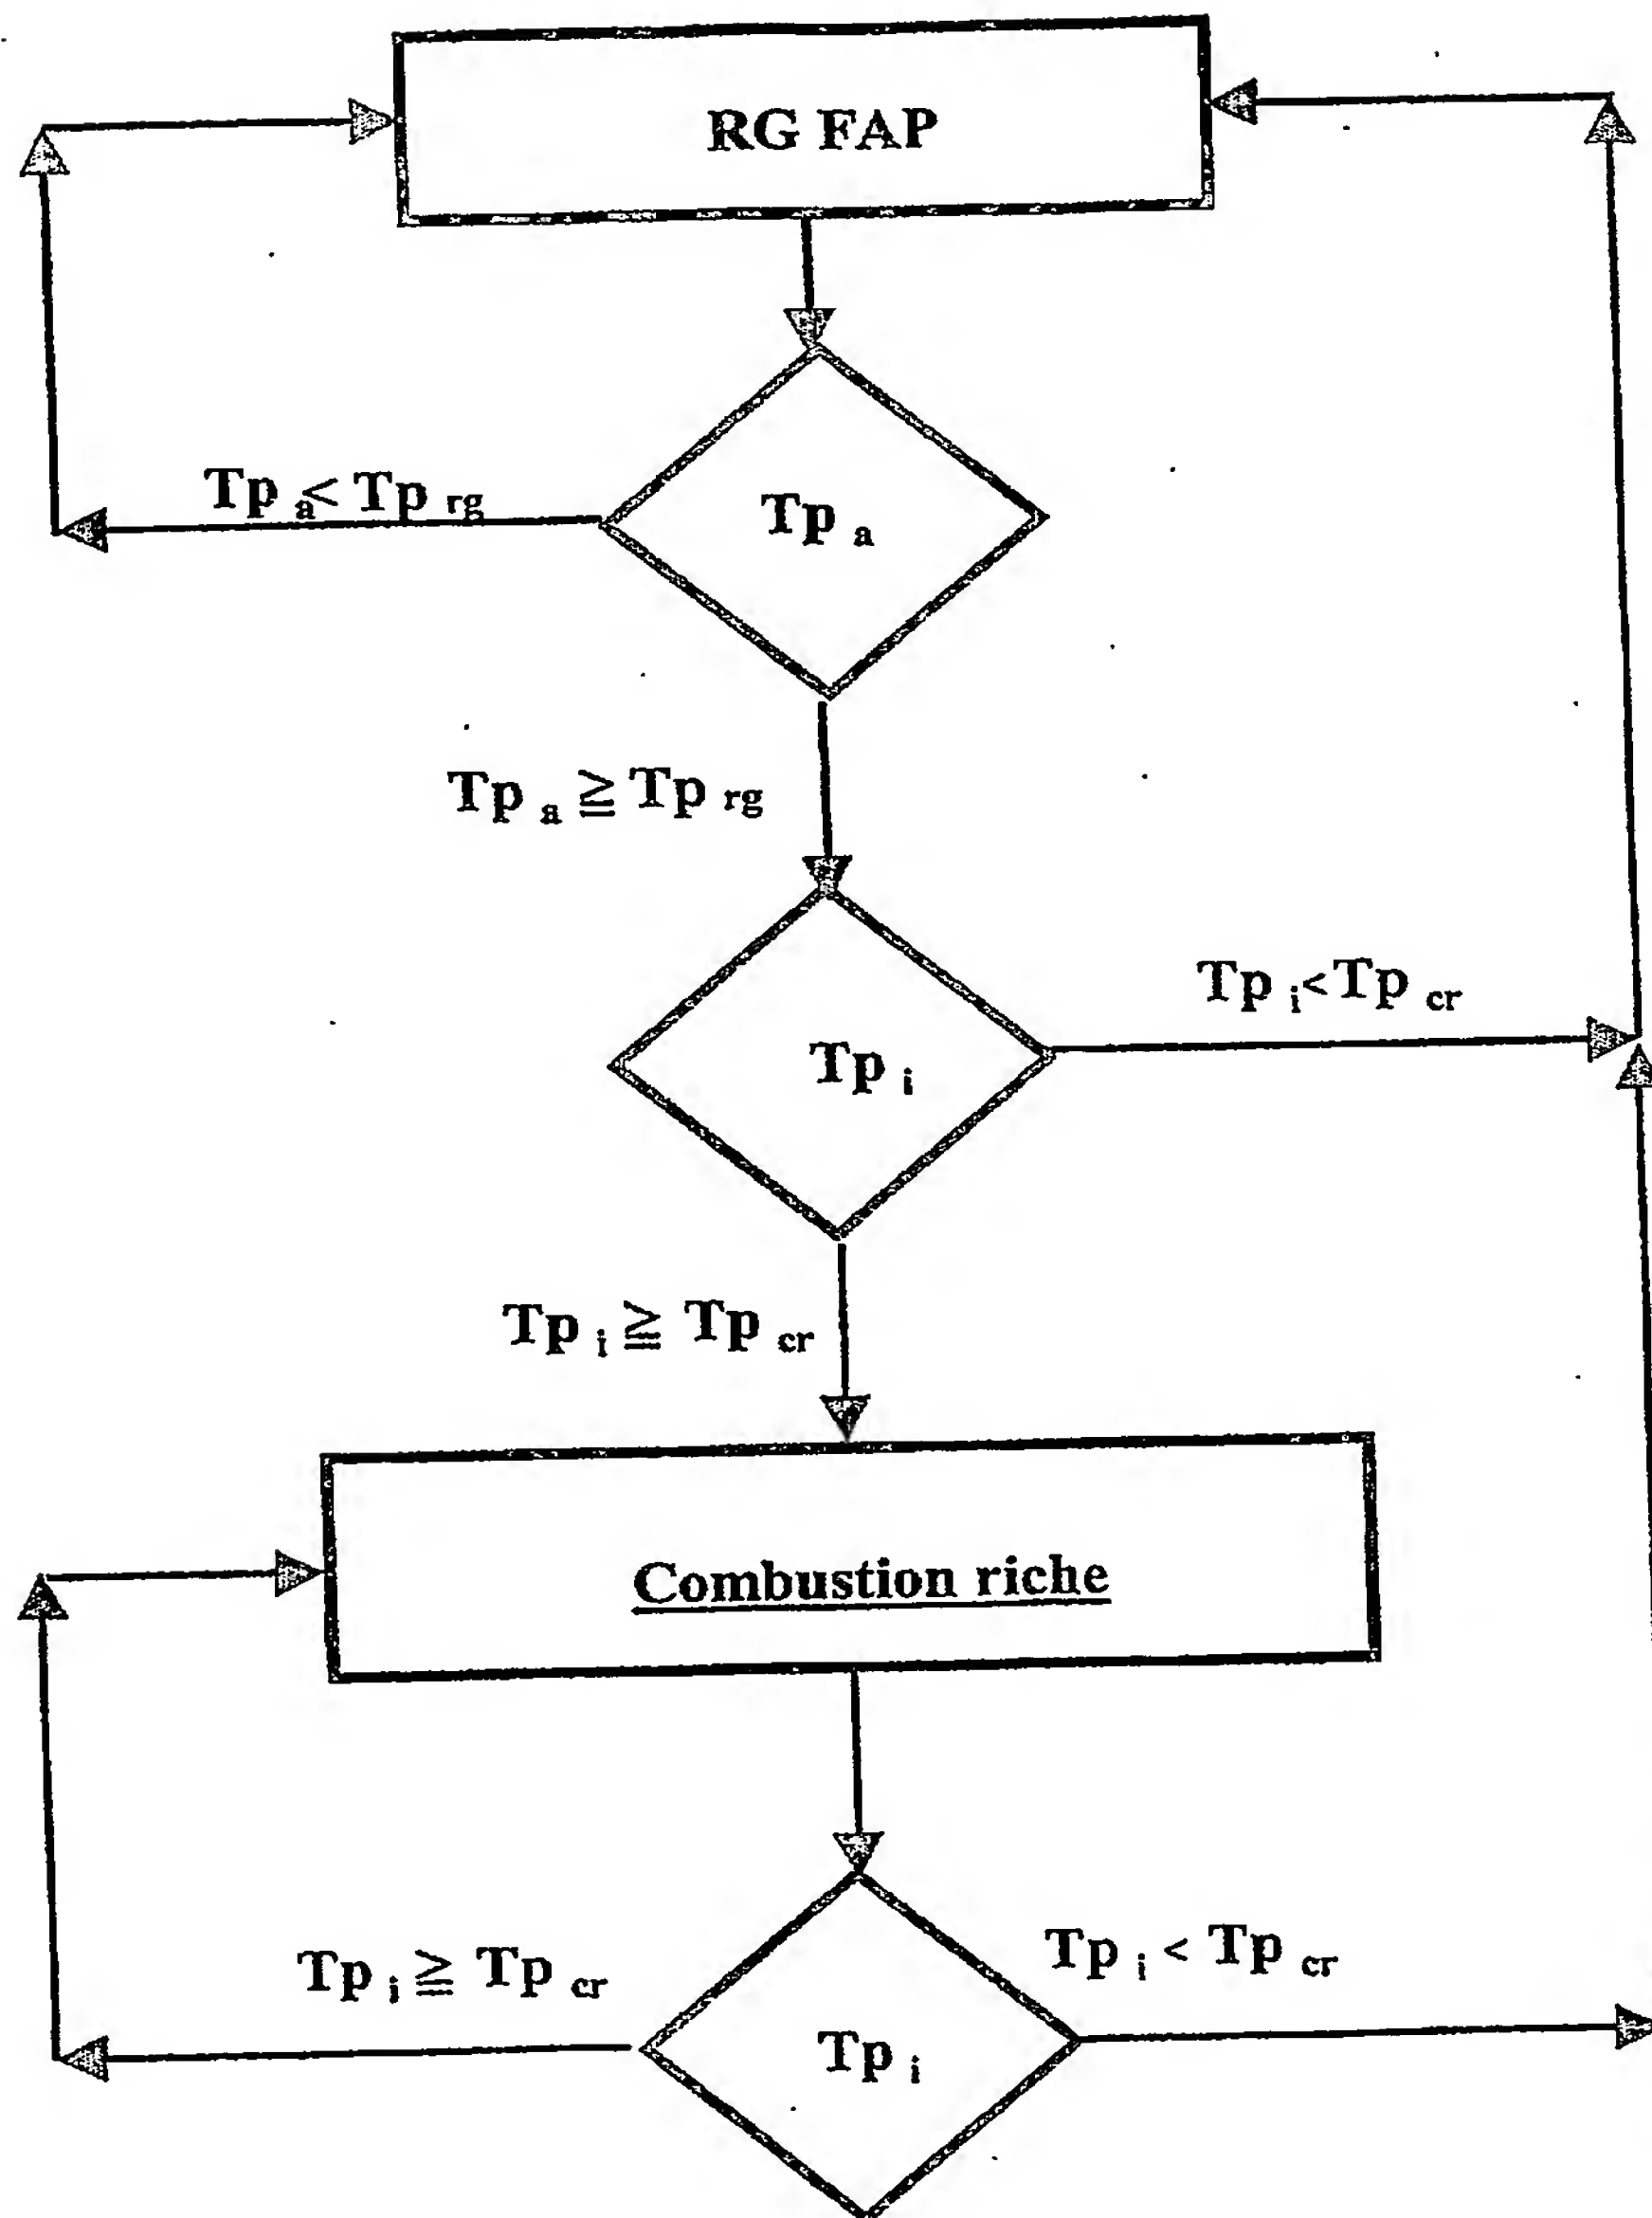 RG FAP
Tp a < Tp rg
Tp a
Tp a ≧ Tp rg
Tp i < Tp cr
Tp i
Tp i ≧ Tp cr
Combustion riche
Tp i ≧ Tp cr
Tp i < Tp cr
Tp i